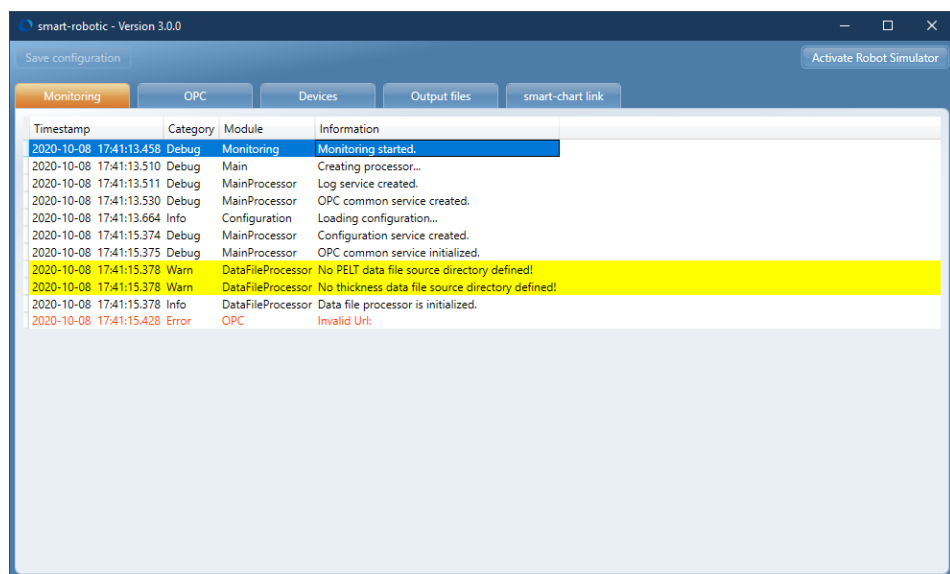 smart-robotic - Version 3.0.0
Save configuration
Activate Robot Simulator
Monitoring OPC Devices Output files smart-chart link
Timestamp Category Module Information
2020-10-08 17:41:13.458 Debug Monitoring Monitoring started.
2020-10-08 17:41:13.510 Debug Main Creating processor...
2020-10-08 17:41:13.511 Debug MainProcessor Log service created.
2020-10-08 17:41:13.530 Debug MainProcessor OPC common service created.
2020-10-08 17:41:13.664 Info Configuration Loading configuration...
2020-10-08 17:41:15.374 Debug MainProcessor Configuration service created.
2020-10-08 17:41:15.375 Debug MainProcessor OPC common service initialized.
2020-10-08 17:41:15.378 Warn DataFileProcessor No PELT data file source directory defined!
2020-10-08 17:41:15.378 Warn DataFileProcessor No thickness data file source directory defined!
2020-10-08 17:41:15.378 Info DataFileProcessor Data file processor is initialized.
2020-10-08 17:41:15.428 Error OPC Invalid Url: